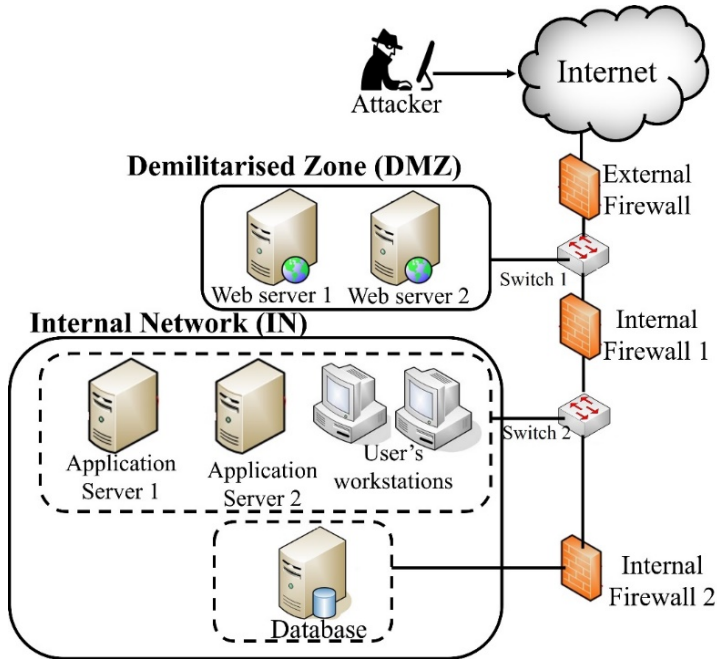 Internet
Attacker
Demilitarised Zone (DMZ)
External
Firewall
Web server 1
Web server 2
Switch 1
Internal Network (IN)
Internal
Firewall 1
Application
Server 1
Application
Server 2
User’s
workstations
Switch 2
Database
Internal
Firewall 2